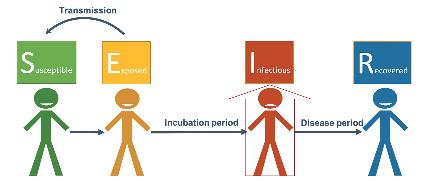 Transmission
Susceptible
Exposed
Infectious
Recovered
Incubation period
Disease period